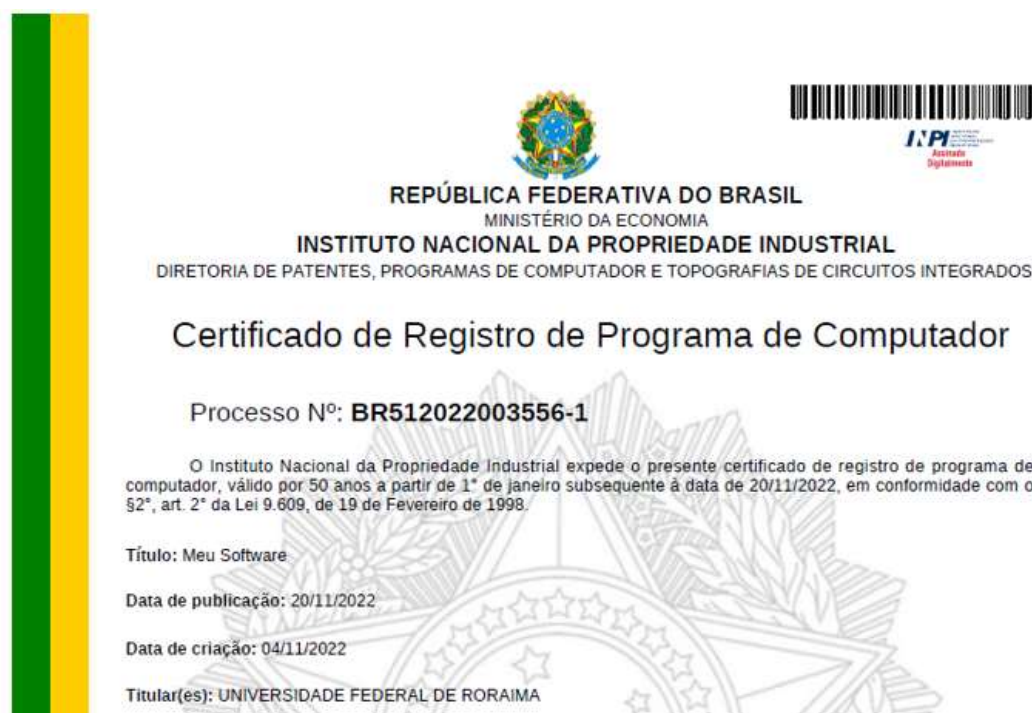 INPI
Assinado
Digitalmente
REPÚBLICA FEDERATIVA DO BRASIL
MINISTÉRIO DA ECONOMIA
INSTITUTO NACIONAL DA PROPRIEDADE INDUSTRIAL
DIRETORIA DE PATENTES, PROGRAMAS DE COMPUTADOR E TOPOGRAFIAS DE CIRCUITOS INTEGRADOS
Certificado de Registro de Programa de Computador
Processo Nº: BR512022003556-1
O Instituto Nacional da Propriedade Industrial expede o presente certificado de registro de programa de
computador, válido por 50 anos a partir de 1° de janeiro subsequente à data de 20/11/2022, em conformidade com o
§2°, art. 2° da Lei 9.609, de 19 de Fevereiro de 1998.
Título: Meu Software
Data de publicação: 20/11/2022
Data de criação: 04/11/2022
Titular(es): UNIVERSIDADE FEDERAL DE RORAIMA